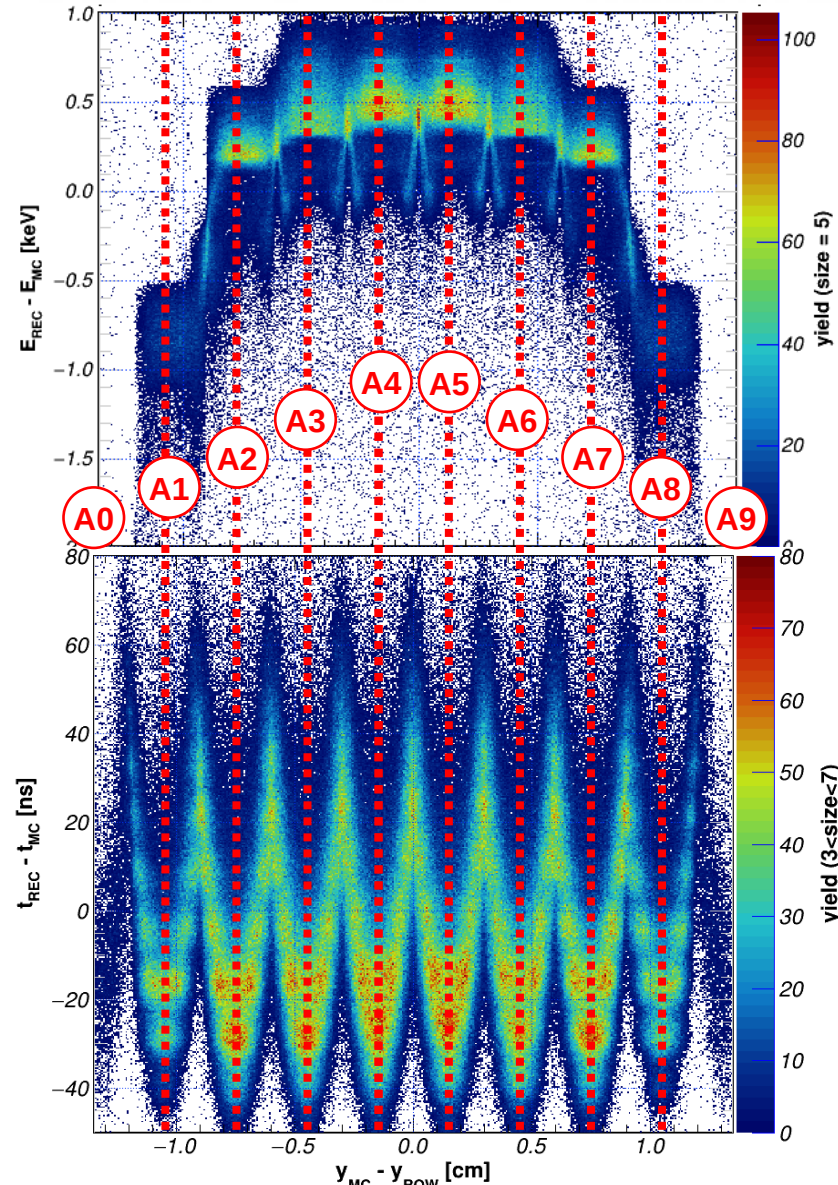 1.0
0.5
0.0
−0.5
−1.0
−1.5
E_REC - E_MC [keV]
A0
A1
A2
A3
A4
A5
A6
A7
A8
A9
100
80
60
40
20
yield (size = 5)
80
60
40
20
0
−20
−40
t_REC - t_MC [ns]
−1.0
−0.5
0.0
0.5
1.0
y_MC - y_ROW [cm]
80
70
60
50
40
30
20
10
0
yield (3<size<7)